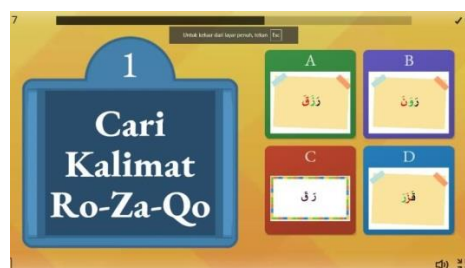 7
Untuk keluar dari layar penuh, tekan Esc
1
Cari
Kalimat
Ro-Za-Qo
A
رَزَقَ
B
رَوَنَ
C
رَ قَ
D
قَزَرَ